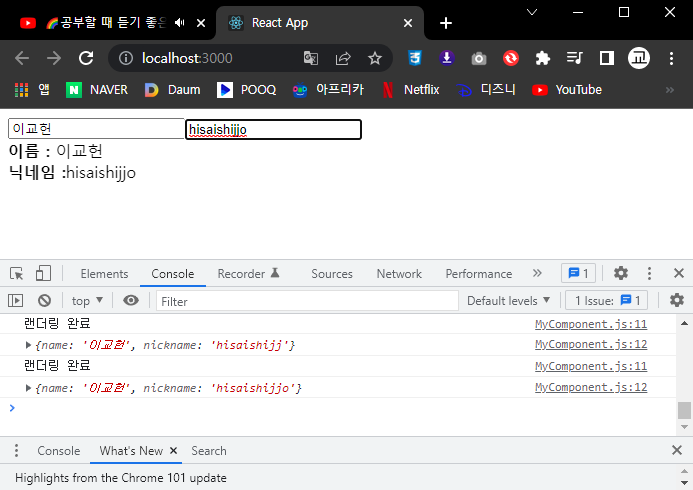 🌈공부할 때 듣기 좋은
React App
localhost:3000
교
앱
NAVER
Daum
POOQ
아프리카
Netflix
디즈니
YouTube
»
이교헌 hisaishijjo
이름 : 이교헌
닉네임 :hisaishijjo
Elements Console Recorder Sources Network Performance » 1
top Filter Default levels 1 Issue: 1
랜더링 완료 MyComponent.js:11
{name: '이교헌', nickname: 'hisaishijj'} MyComponent.js:12
랜더링 완료 MyComponent.js:11
{name: '이교헌', nickname: 'hisaishijjo'} MyComponent.js:12
Console What's New Search
Highlights from the Chrome 101 update